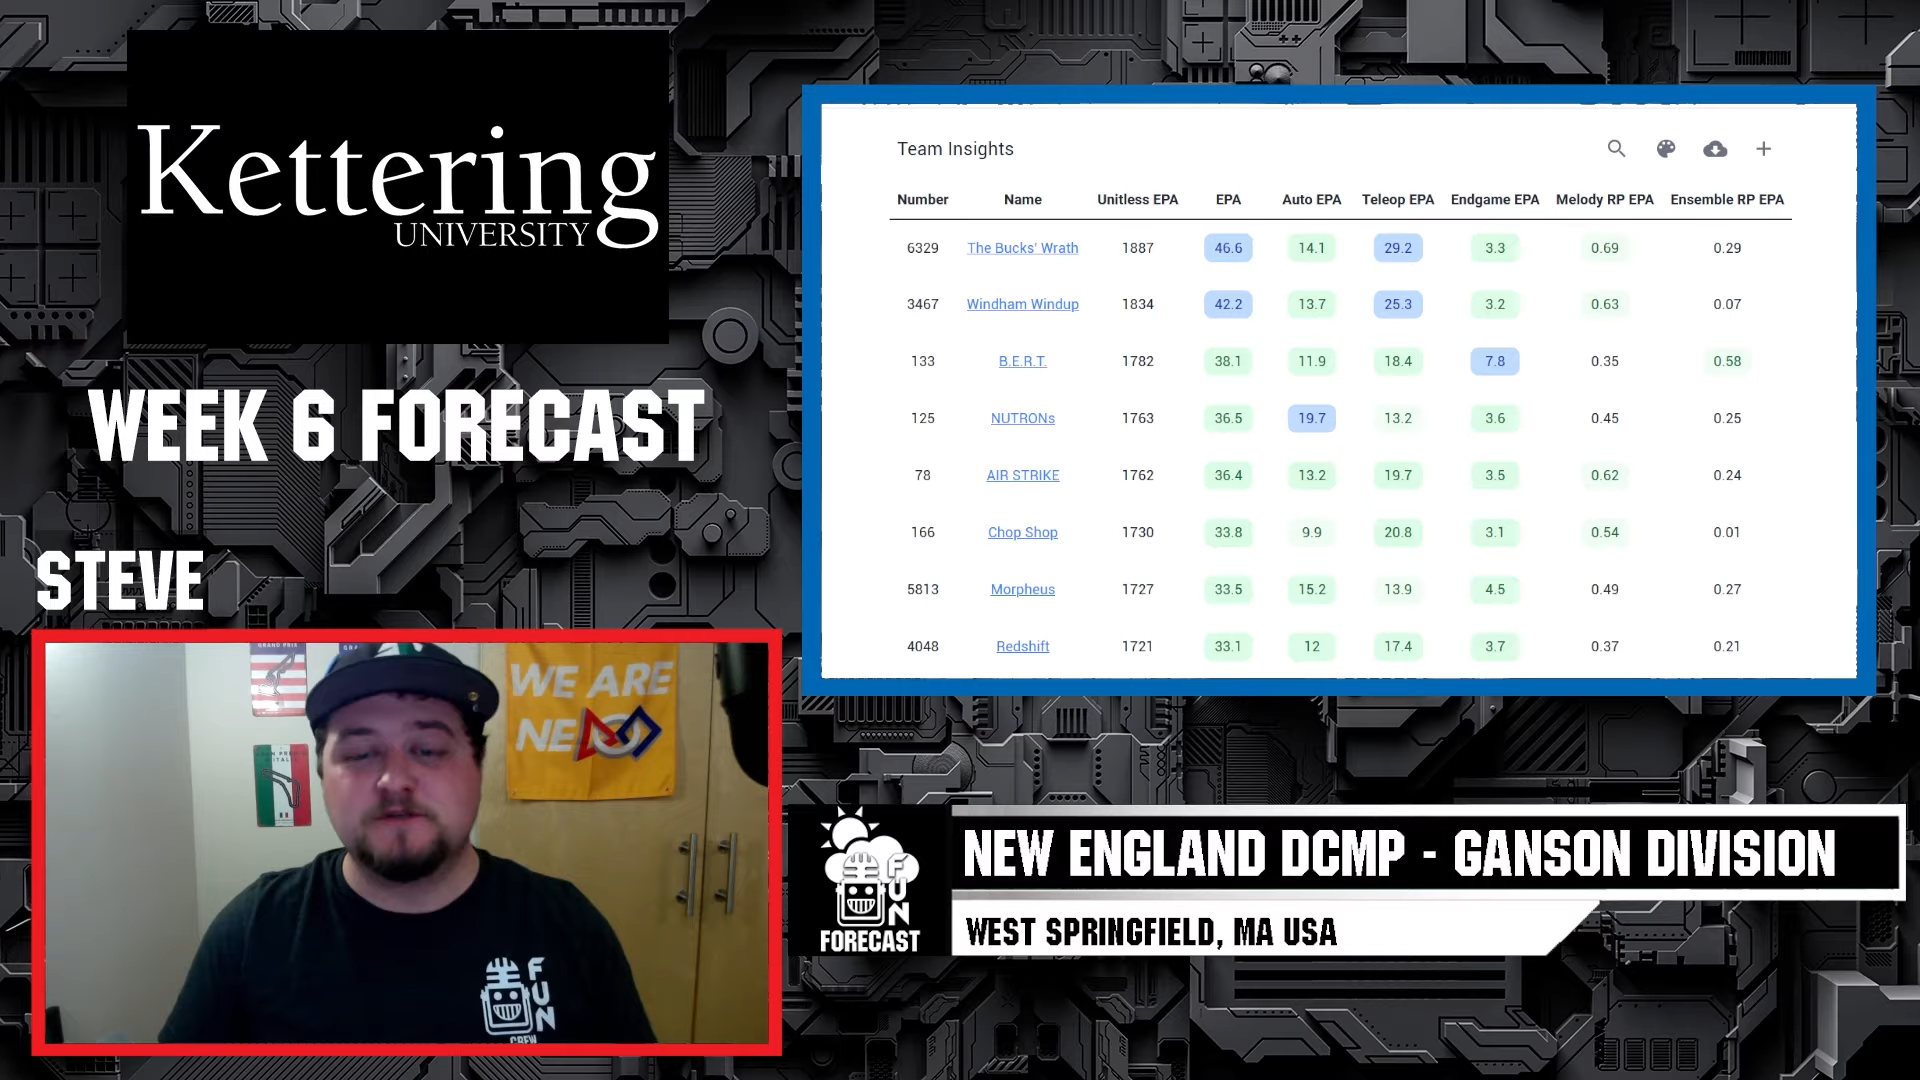 Kettering
UNIVERSITY
WEEK 6 FORECAST
STEVE
GRAND PRIX
WE ARE
NE
FUN
CREW
Team Insights
Number Name Unitless EPA EPA Auto EPA Teleop EPA Endgame EPA Melody RP EPA Ensemble RP EPA
6329 The Bucks' Wrath 1887 46.6 14.1 29.2 3.3 0.69 0.29
3467 Windham Windup 1834 42.2 13.7 25.3 3.2 0.63 0.07
133 B.E.R.T. 1782 38.1 11.9 18.4 7.8 0.35 0.58
125 NUTRONs 1763 36.5 19.7 13.2 3.6 0.45 0.25
78 AIR STRIKE 1762 36.4 13.2 19.7 3.5 0.62 0.24
166 Chop Shop 1730 33.8 9.9 20.8 3.1 0.54 0.01
5813 Morpheus 1727 33.5 15.2 13.9 4.5 0.49 0.27
4048 Redshift 1721 33.1 12 17.4 3.7 0.37 0.21
FUN
FORECAST
NEW ENGLAND DCMP - GANSON DIVISION
WEST SPRINGFIELD, MA USA